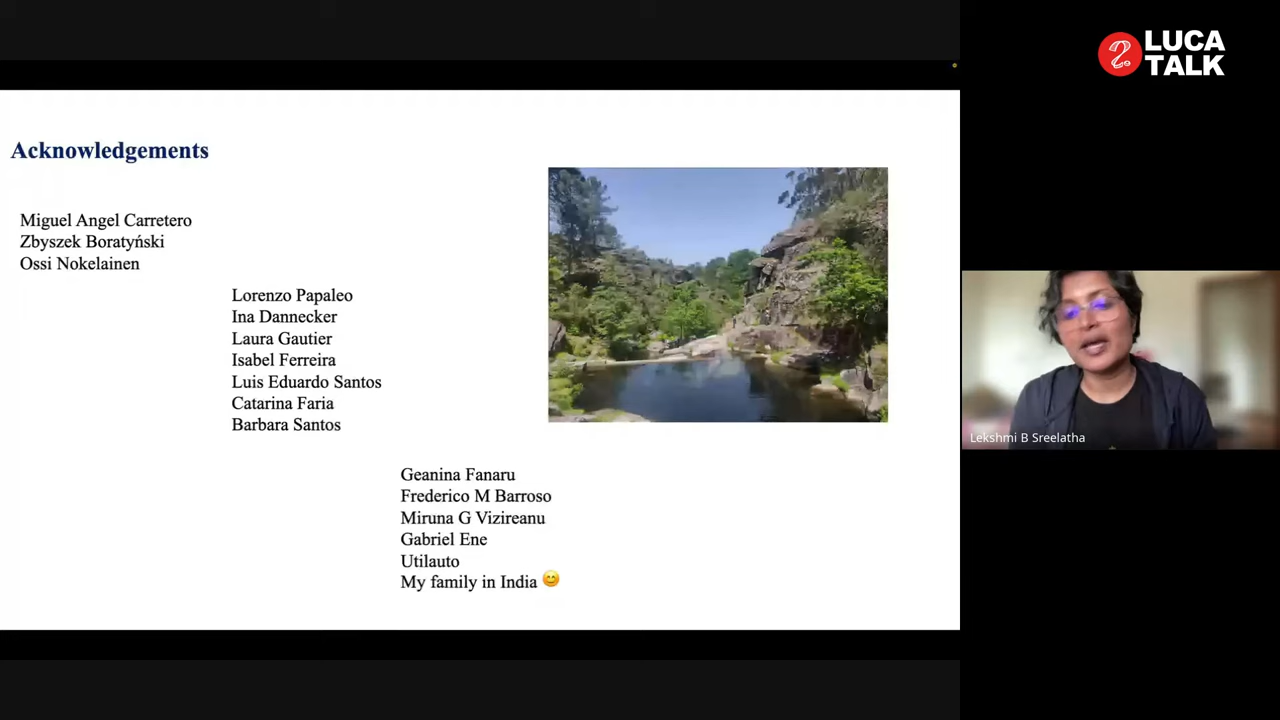 LUCA
TALK
Acknowledgements
Miguel Angel Carretero
Zbyszek Boratyński
Ossi Nokelainen
Lorenzo Papaleo
Ina Dannecker
Laura Gautier
Isabel Ferreira
Luis Eduardo Santos
Catarina Faria
Barbara Santos
Geanina Fanaru
Frederico M Barroso
Miruna G Vizireanu
Gabriel Ene
Utilauto
My family in India 😊
Lekshmi B Sreelatha